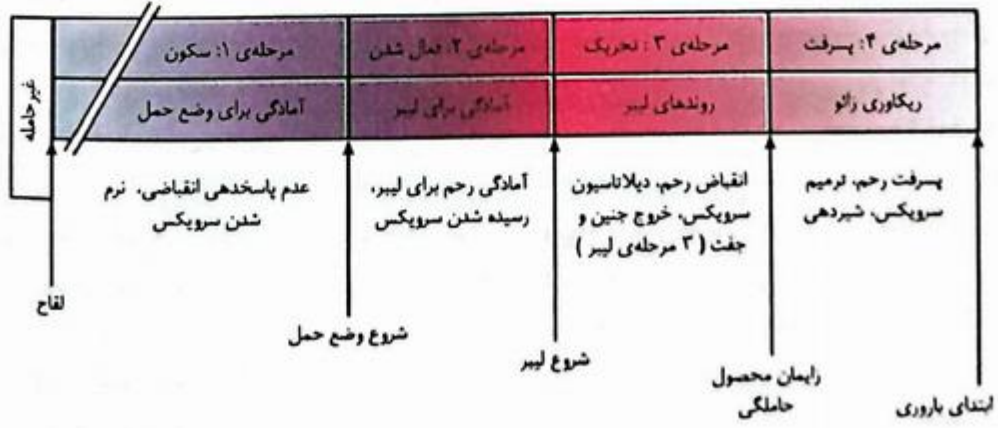 غیرحامله
مرحله‌ی ۱: سکون
مرحله‌ی ۲: فعال شدن
مرحله‌ی ۳: تحریک
مرحله‌ی ۴: پسرفت
آمادگی برای وضع حمل
آمادگی برای لیبر
روندهای لیبر
ریکاوری زائو
عدم پاسخدهی انقباضی، نرم
شدن سرویکس
آمادگی رحم برای لیبر،
رسیده شدن سرویکس
انقباض رحم، دیلاتاسیون
سرویکس، خروج جنین و
جفت ( ۳ مرحله‌ی لیبر )
پسرفت رحم، ترمیم
سرویکس، شیردهی
لقاح
شروع وضع حمل
شروع لیبر
زایمان محصول
حاملگی
ابتدای باروری